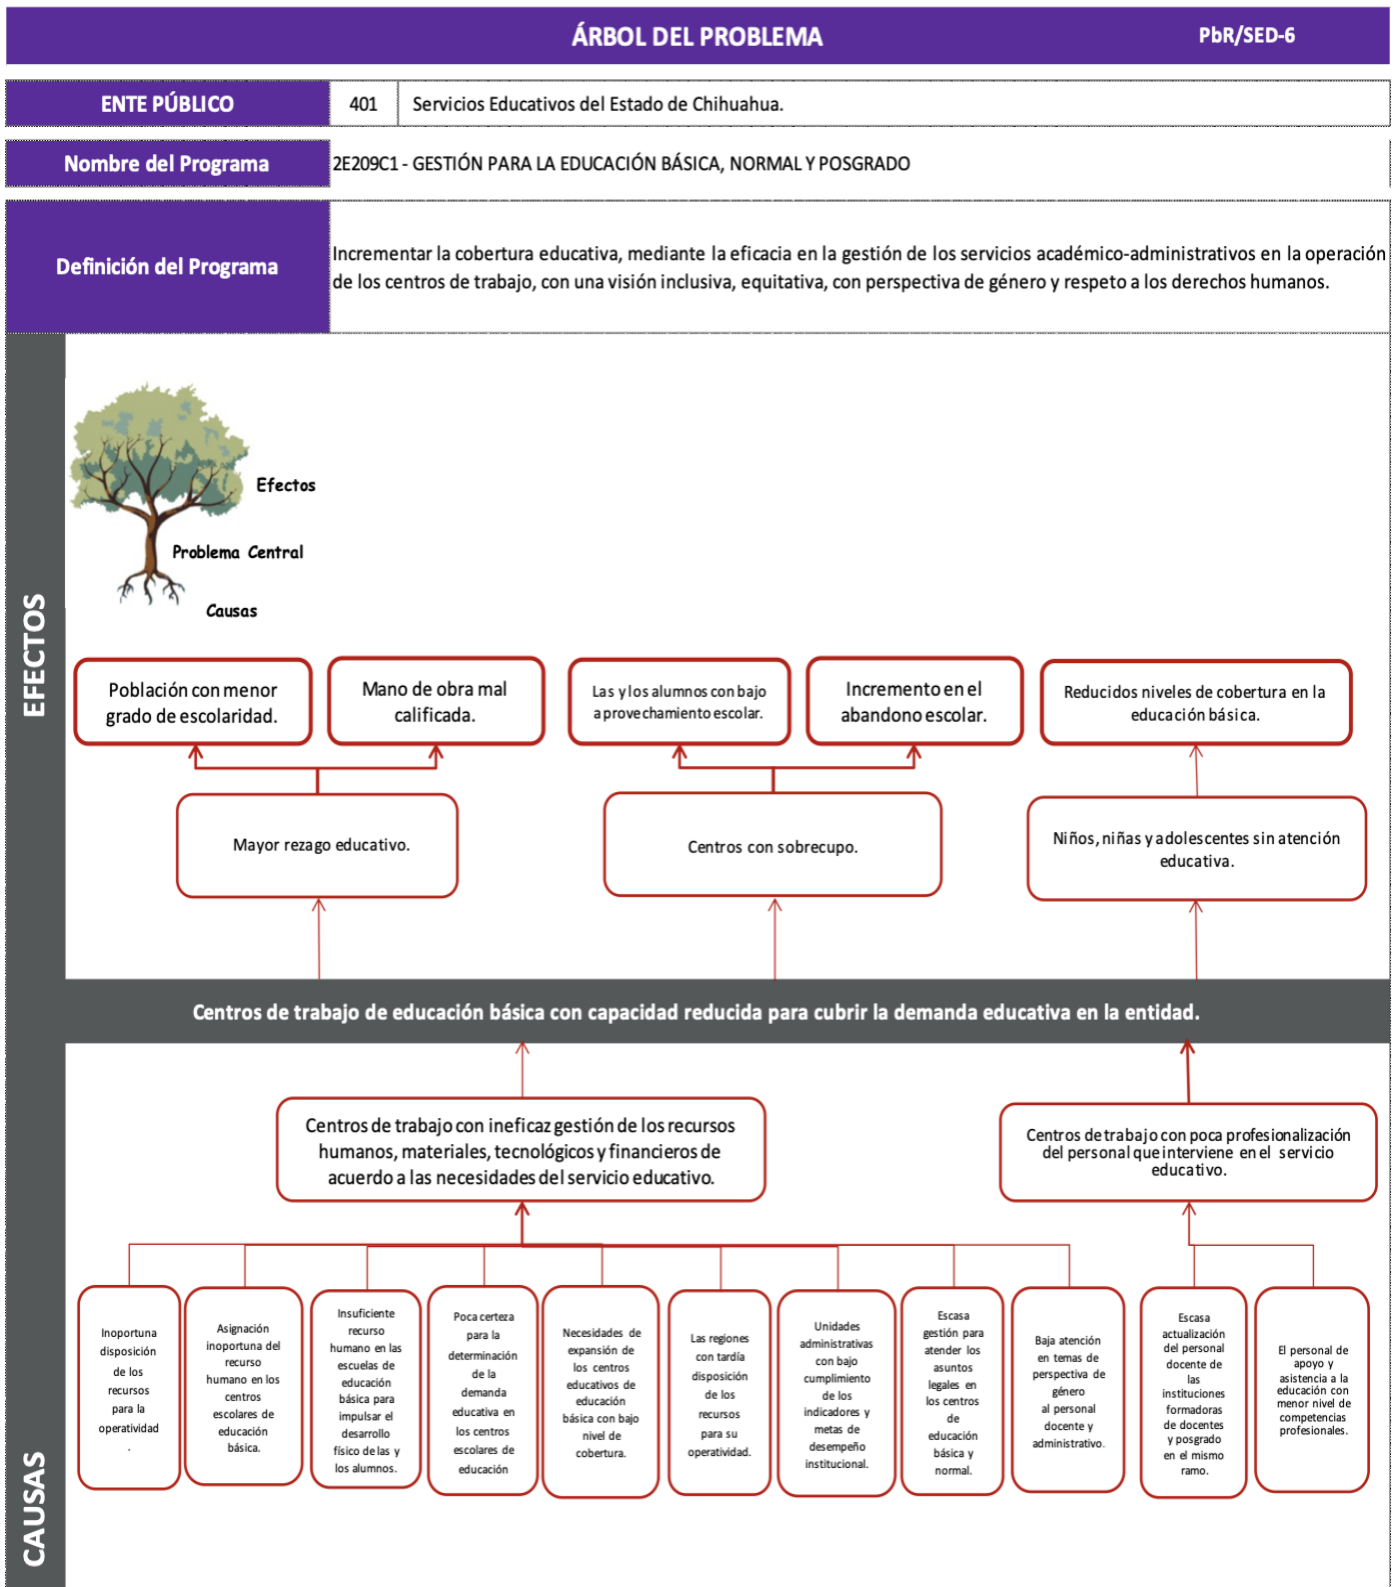 ÁRBOL DEL PROBLEMA
PbR/SED-6
ENTE PÚBLICO
401
Servicios Educativos del Estado de Chihuahua.
Nombre del Programa
2E209C1 - GESTIÓN PARA LA EDUCACIÓN BÁSICA, NORMAL Y POSGRADO
Definición del Programa
Incrementar la cobertura educativa, mediante la eficacia en la gestión de los servicios académico-administrativos en la operación
de los centros de trabajo, con una visión inclusiva, equitativa, con perspectiva de género y respeto a los derechos humanos.
EFECTOS
Efectos
Problema Central
Causas
Población con menor
grado de escolaridad.
Mano de obra mal
calificada.
Las y los alumnos con bajo
aprovechamiento escolar.
Incremento en el
abandono escolar.
Reducidos niveles de cobertura en la
educación básica.
Mayor rezago educativo.
Centros con sobrecupo.
Niños, niñas y adolescentes sin atención
educativa.
Centros de trabajo de educación básica con capacidad reducida para cubrir la demanda educativa en la entidad.
CAUSAS
Centros de trabajo con ineficaz gestión de los recursos
humanos, materiales, tecnológicos y financieros de
acuerdo a las necesidades del servicio educativo.
Centros de trabajo con poca profesionalización
del personal que interviene en el servicio
educativo.
Inoportuna
disposición
de los
recursos
para la
operatividad
.
Asignación
inoportuna del
recurso
humano en los
centros
escolares de
educación
básica.
Insuficiente
recurso
humano en las
escuelas de
educación
básica para
impulsar el
desarrollo
físico de las y
los alumnos.
Poca certeza
para la
determinación
de la
demanda
educativa en
los centros
escolares de
educación
Necesidades de
expansión de
los centros
educativos de
educación
básica con bajo
nivel de
cobertura.
Las regiones
con tardía
disposición
de los
recursos
para su
operatividad.
Unidades
administrativas
con bajo
cumplimiento
de los
indicadores y
metas de
desempeño
institucional.
Escasa
gestión para
atender los
asuntos
legales en
los centros
de
educación
básica y
normal.
Baja atención
en temas de
perspectiva de
género
al personal
docente y
administrativo.
Escasa
actualización
del personal
docente de
las
instituciones
formadoras
de docentes
y posgrado
en el mismo
ramo.
El personal de
apoyo y
asistencia a la
educación con
menor nivel de
competencias
profesionales.